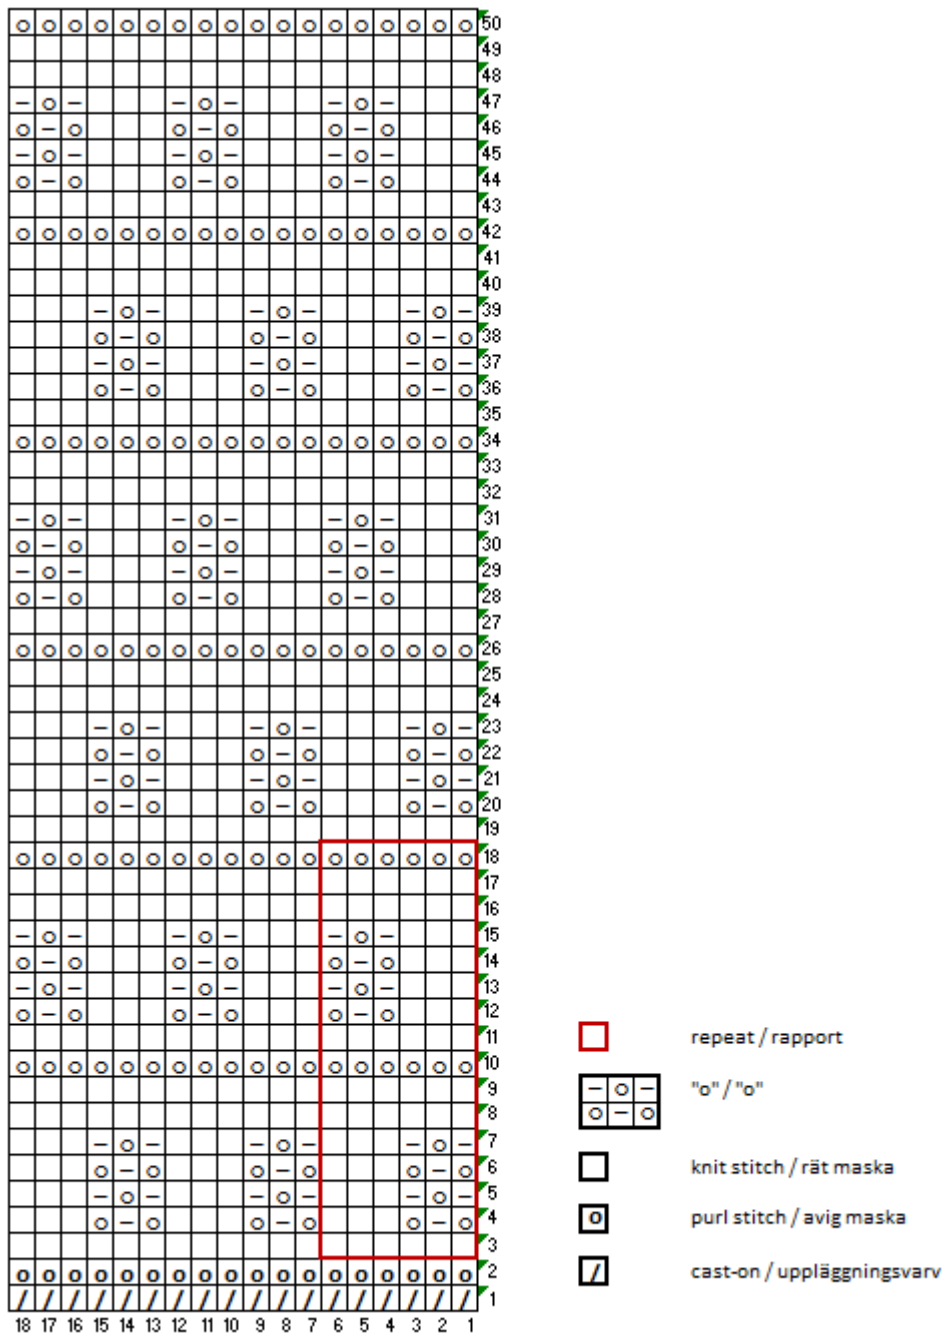 o o o o o o o o o o o o o o o o o o 50
49
48
– o – – o – – o – 47
o – o o – o o – o 46
– o – – o – – o – 45
o – o o – o o – o 44
43
o o o o o o o o o o o o o o o o o o 42
41
40
– o – – o – – o – 39
o – o o – o o – o 38
– o – – o – – o – 37
o – o o – o o – o 36
35
o o o o o o o o o o o o o o o o o o 34
33
32
– o – – o – – o – 31
o – o o – o o – o 30
– o – – o – – o – 29
o – o o – o o – o 28
27
o o o o o o o o o o o o o o o o o o 26
25
24
– o – – o – – o – 23
o – o o – o o – o 22
– o – – o – – o – 21
o – o o – o o – o 20
19
o o o o o o o o o o o o o o o o o o 18
17
16
– o – – o – – o – 15
o – o o – o o – o 14
– o – – o – – o – 13
o – o o – o o – o 12
11
o o o o o o o o o o o o o o o o o o 10
9
8
– o – – o – – o – 7
o – o o – o o – o 6
– o – – o – – o – 5
o – o o – o o – o 4
3
o o o o o o o o o o o o o o o o o o 2
/ / / / / / / / / / / / / / / / / / 1
18 17 16 15 14 13 12 11 10 9 8 7 6 5 4 3 2 1
repeat / rapport
– o – "o" / "o"
o – o
knit stitch / rät maska
o purl stitch / avig maska
/ cast-on / uppläggningsvarv